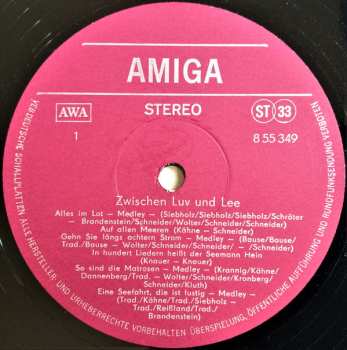 AMIGA
AWA
STEREO
ST 33
1
8 55 349
Zwischen Luv und Lee
Alles im Lot — Medley — (Siebholz/Siebholz/Siebholz/Schröter
— Brandenstein/Schneider/Wolter/Schneider/Schneider)
Auf allen Meeren (Kähne - Schneider)
Gehn Sie längs achtern Strom — Medley — (Bause/Bause/
Trad./Bause — Wolter/Schneider/Schneider/ — /Schneider)
In hundert Liedern heißt der Seemann Hein
(Knauer - Knauer)
So sind die Matrosen — Medley — (Krannig/Kähne/
Dannenberg/Trad. — Wolter/Schneider/Kronberg/
Schneider/Kluth)
Eine Seefahrt, die ist lustig — Medley —
(Trad./Kähne/Trad./Siebholz —
Trad./Reißland/Trad./
Brandenstein)
VEB DEUTSCHE SCHALLPLATTEN ALLE HERSTELLER- UND URHEBERRECHTE VORBEHALTEN ÜBERSPIELUNG, ÖFFENTLICHE AUFFÜHRUNG UND RUNDFUNKSENDUNG VERBOTEN